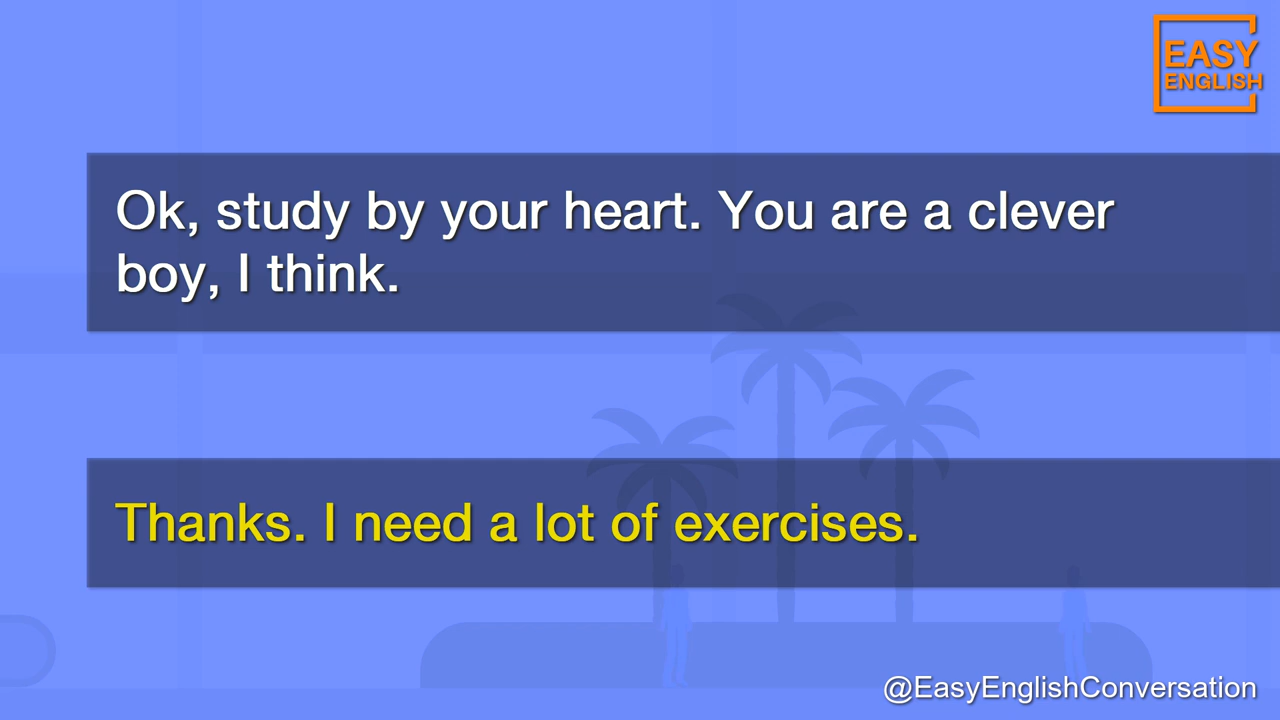 EASY
ENGLISH
Ok, study by your heart. You are a clever
boy, I think.
Thanks. I need a lot of exercises.
@EasyEnglishConversation